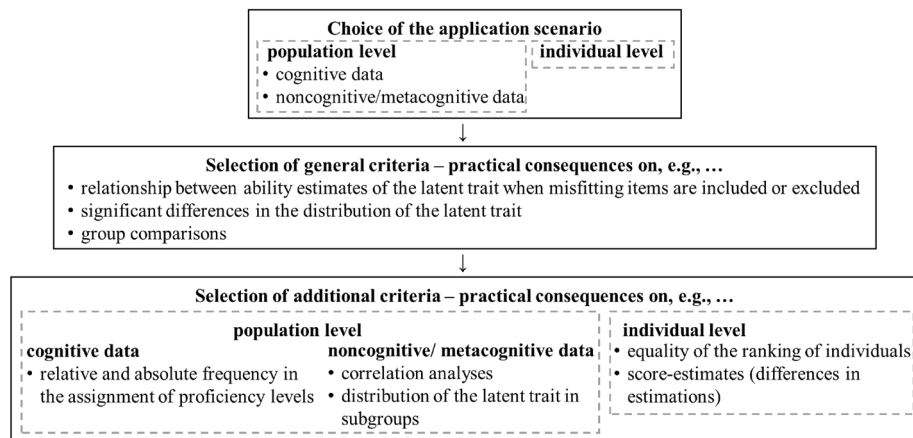 Choice of the application scenario
population level
• cognitive data
• noncognitive/metacognitive data
individual level
↓
Selection of general criteria – practical consequences on, e.g., …
• relationship between ability estimates of the latent trait when misfitting items are included or excluded
• significant differences in the distribution of the latent trait
• group comparisons
↓
Selection of additional criteria – practical consequences on, e.g., …
population level
cognitive data
• relative and absolute frequency in
the assignment of proficiency levels
noncognitive/ metacognitive data
• correlation analyses
• distribution of the latent trait in
subgroups
individual level
• equality of the ranking of individuals
• score-estimates (differences in
estimations)